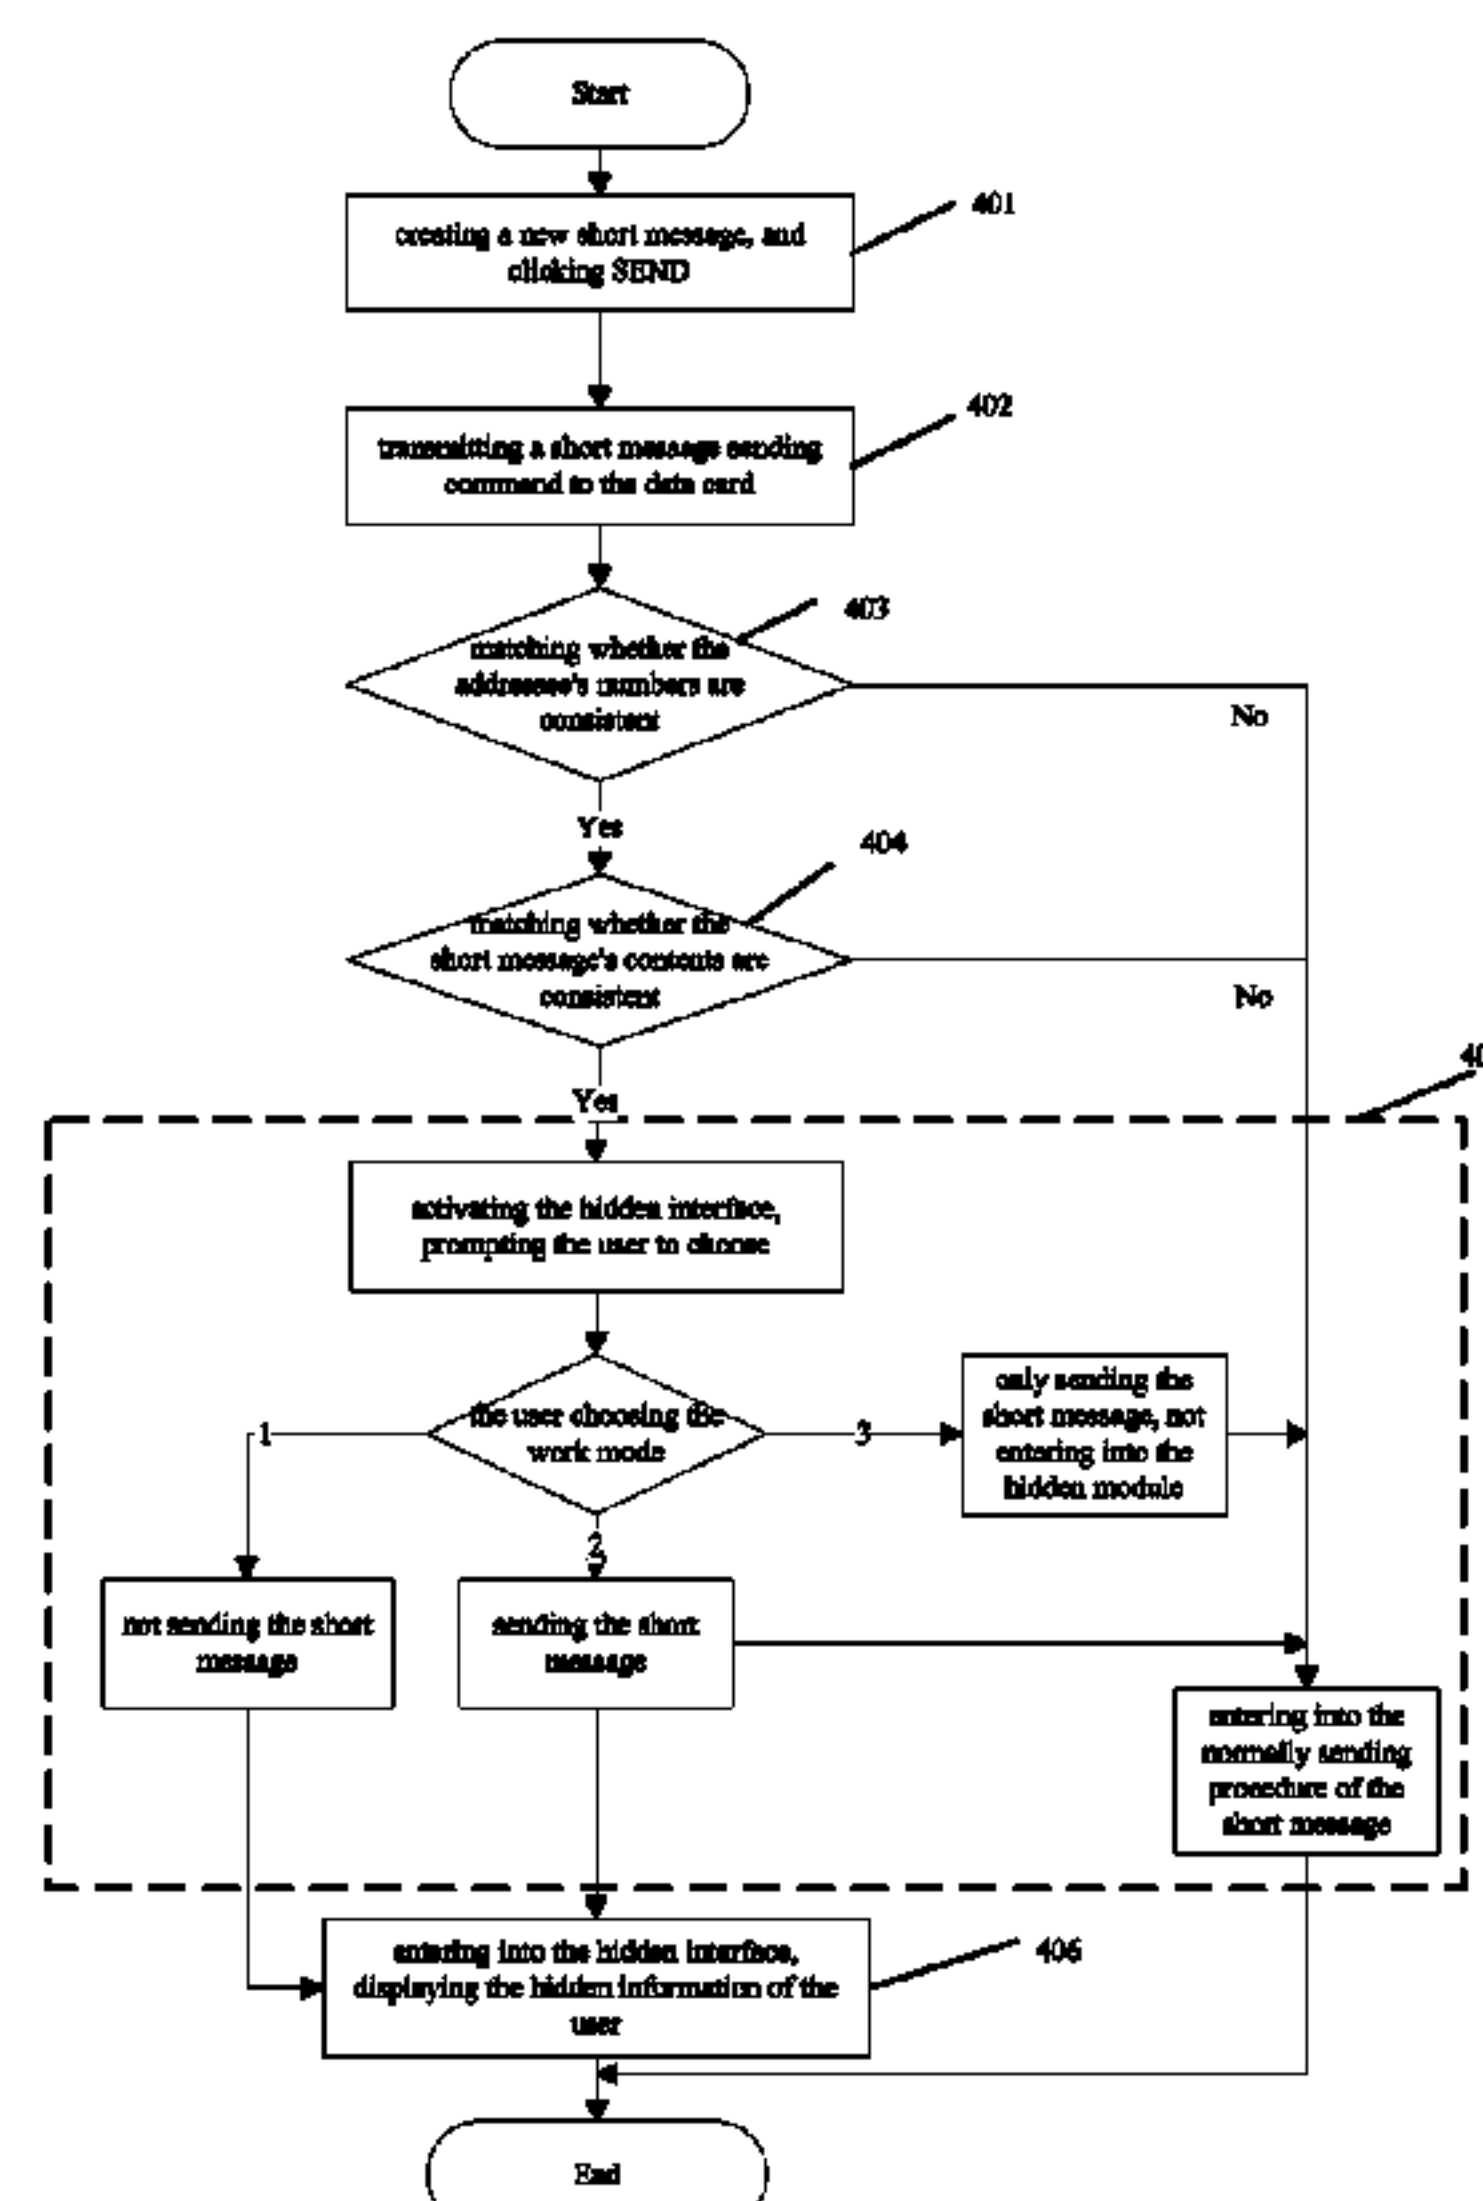 Start
creating a new short message, and
clicking SEND
401
transmitting a short message sending
command to the data card
402
matching whether the
addressee's numbers are
consistent
403
No
Yes
matching whether the
short message's contents are
consistent
404
No
Yes
40
activating the hidden interface,
prompting the user to choose
the user choosing the
work mode
1
2
3
only sending the
short message, not
entering into the
hidden module
not sending the short
message
sending the short
message
entering into the
normally sending
procedure of the
short message
entering into the hidden interface,
displaying the hidden information of the
user
406
End